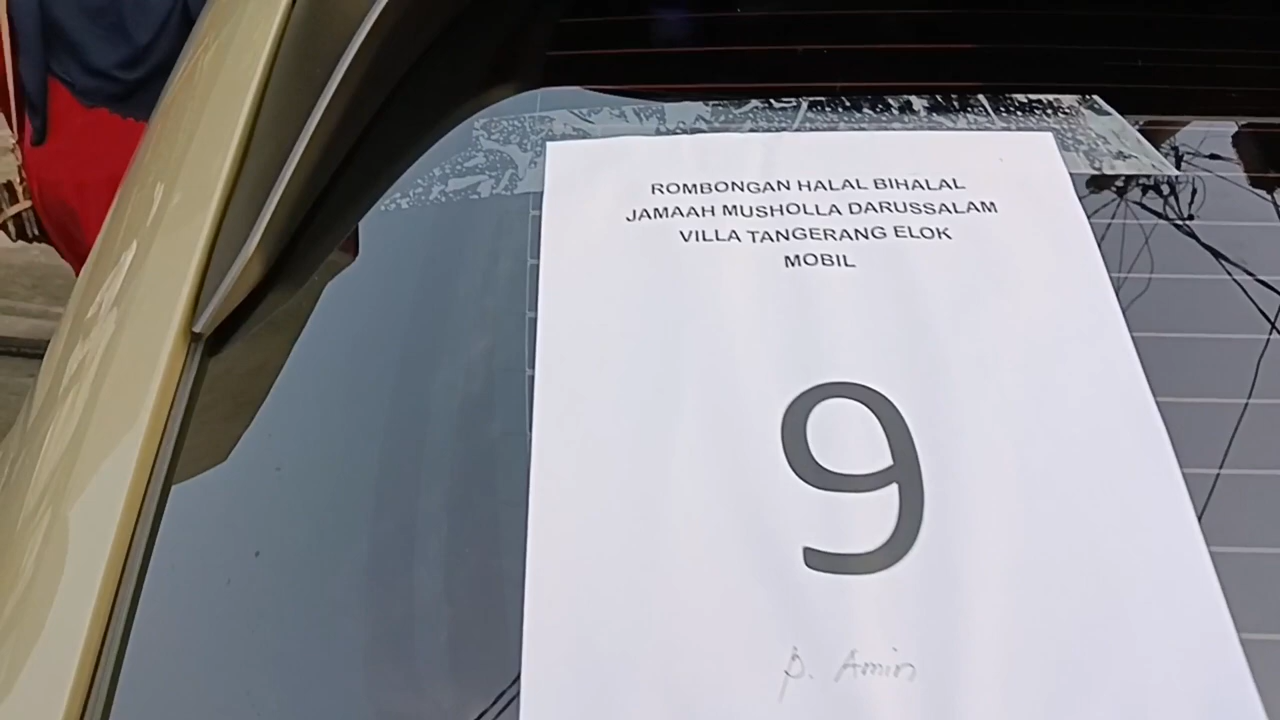 ROMBONGAN HALAL BIHALAL
JAMAAH MUSHOLLA DARUSSALAM
VILLA TANGERANG ELOK
MOBIL
9
P. Amin